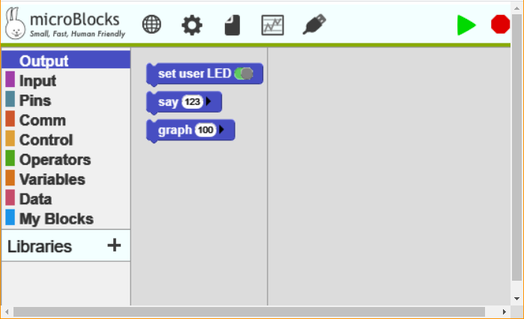 microBlocks
Small, Fast, Human Friendly
Output
Input
Pins
Comm
Control
Operators
Variables
Data
My Blocks
Libraries +
set user LED
say 123
graph 100